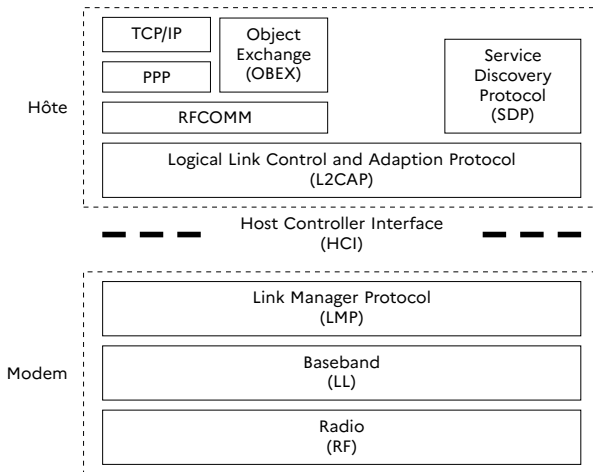 TCP/IP
Object
Exchange
(OBEX)
PPP
Service
Discovery
Protocol
(SDP)
Hôte
RFCOMM
Logical Link Control and Adaption Protocol
(L2CAP)
Host Controller Interface
(HCI)
Link Manager Protocol
(LMP)
Modem
Baseband
(LL)
Radio
(RF)